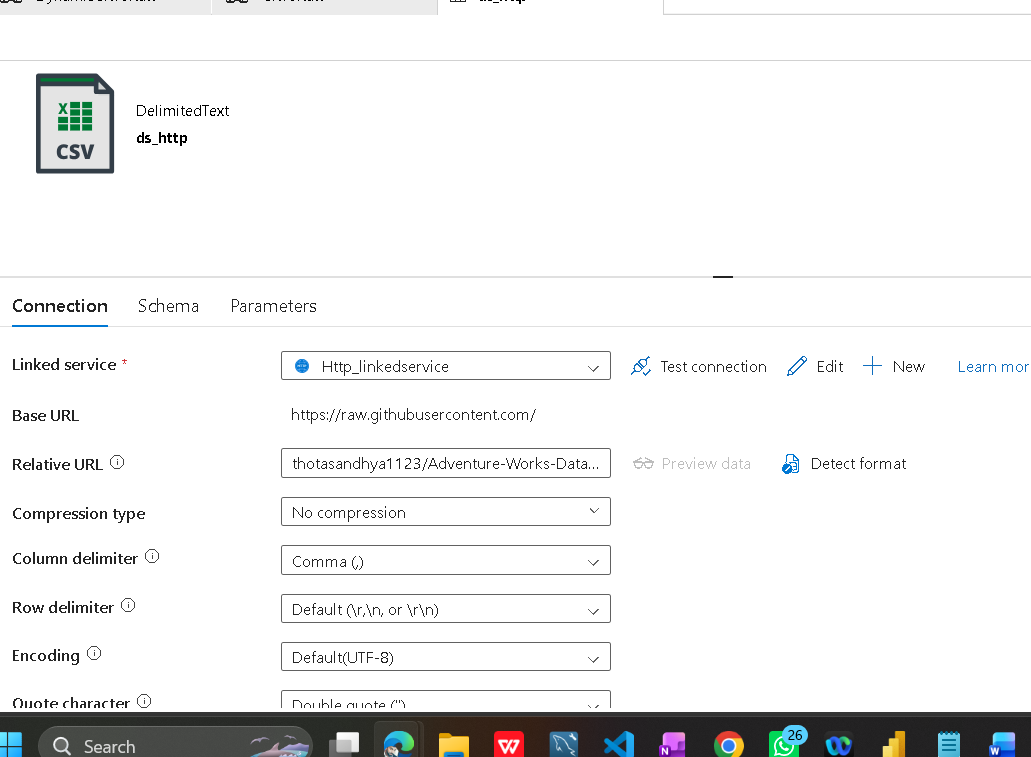 ds_http
CSV
DelimitedText
ds_http
Connection Schema Parameters
Linked service * Http_linkedservice Test connection Edit New Learn mor
Base URL https://raw.githubusercontent.com/
Relative URL thotasandhya1123/Adventure-Works-Data... Preview data Detect format
Compression type No compression
Column delimiter Comma (,)
Row delimiter Default (\r,\n, or \r\n)
Encoding Default(UTF-8)
Quote character Double quote (")
Search
26